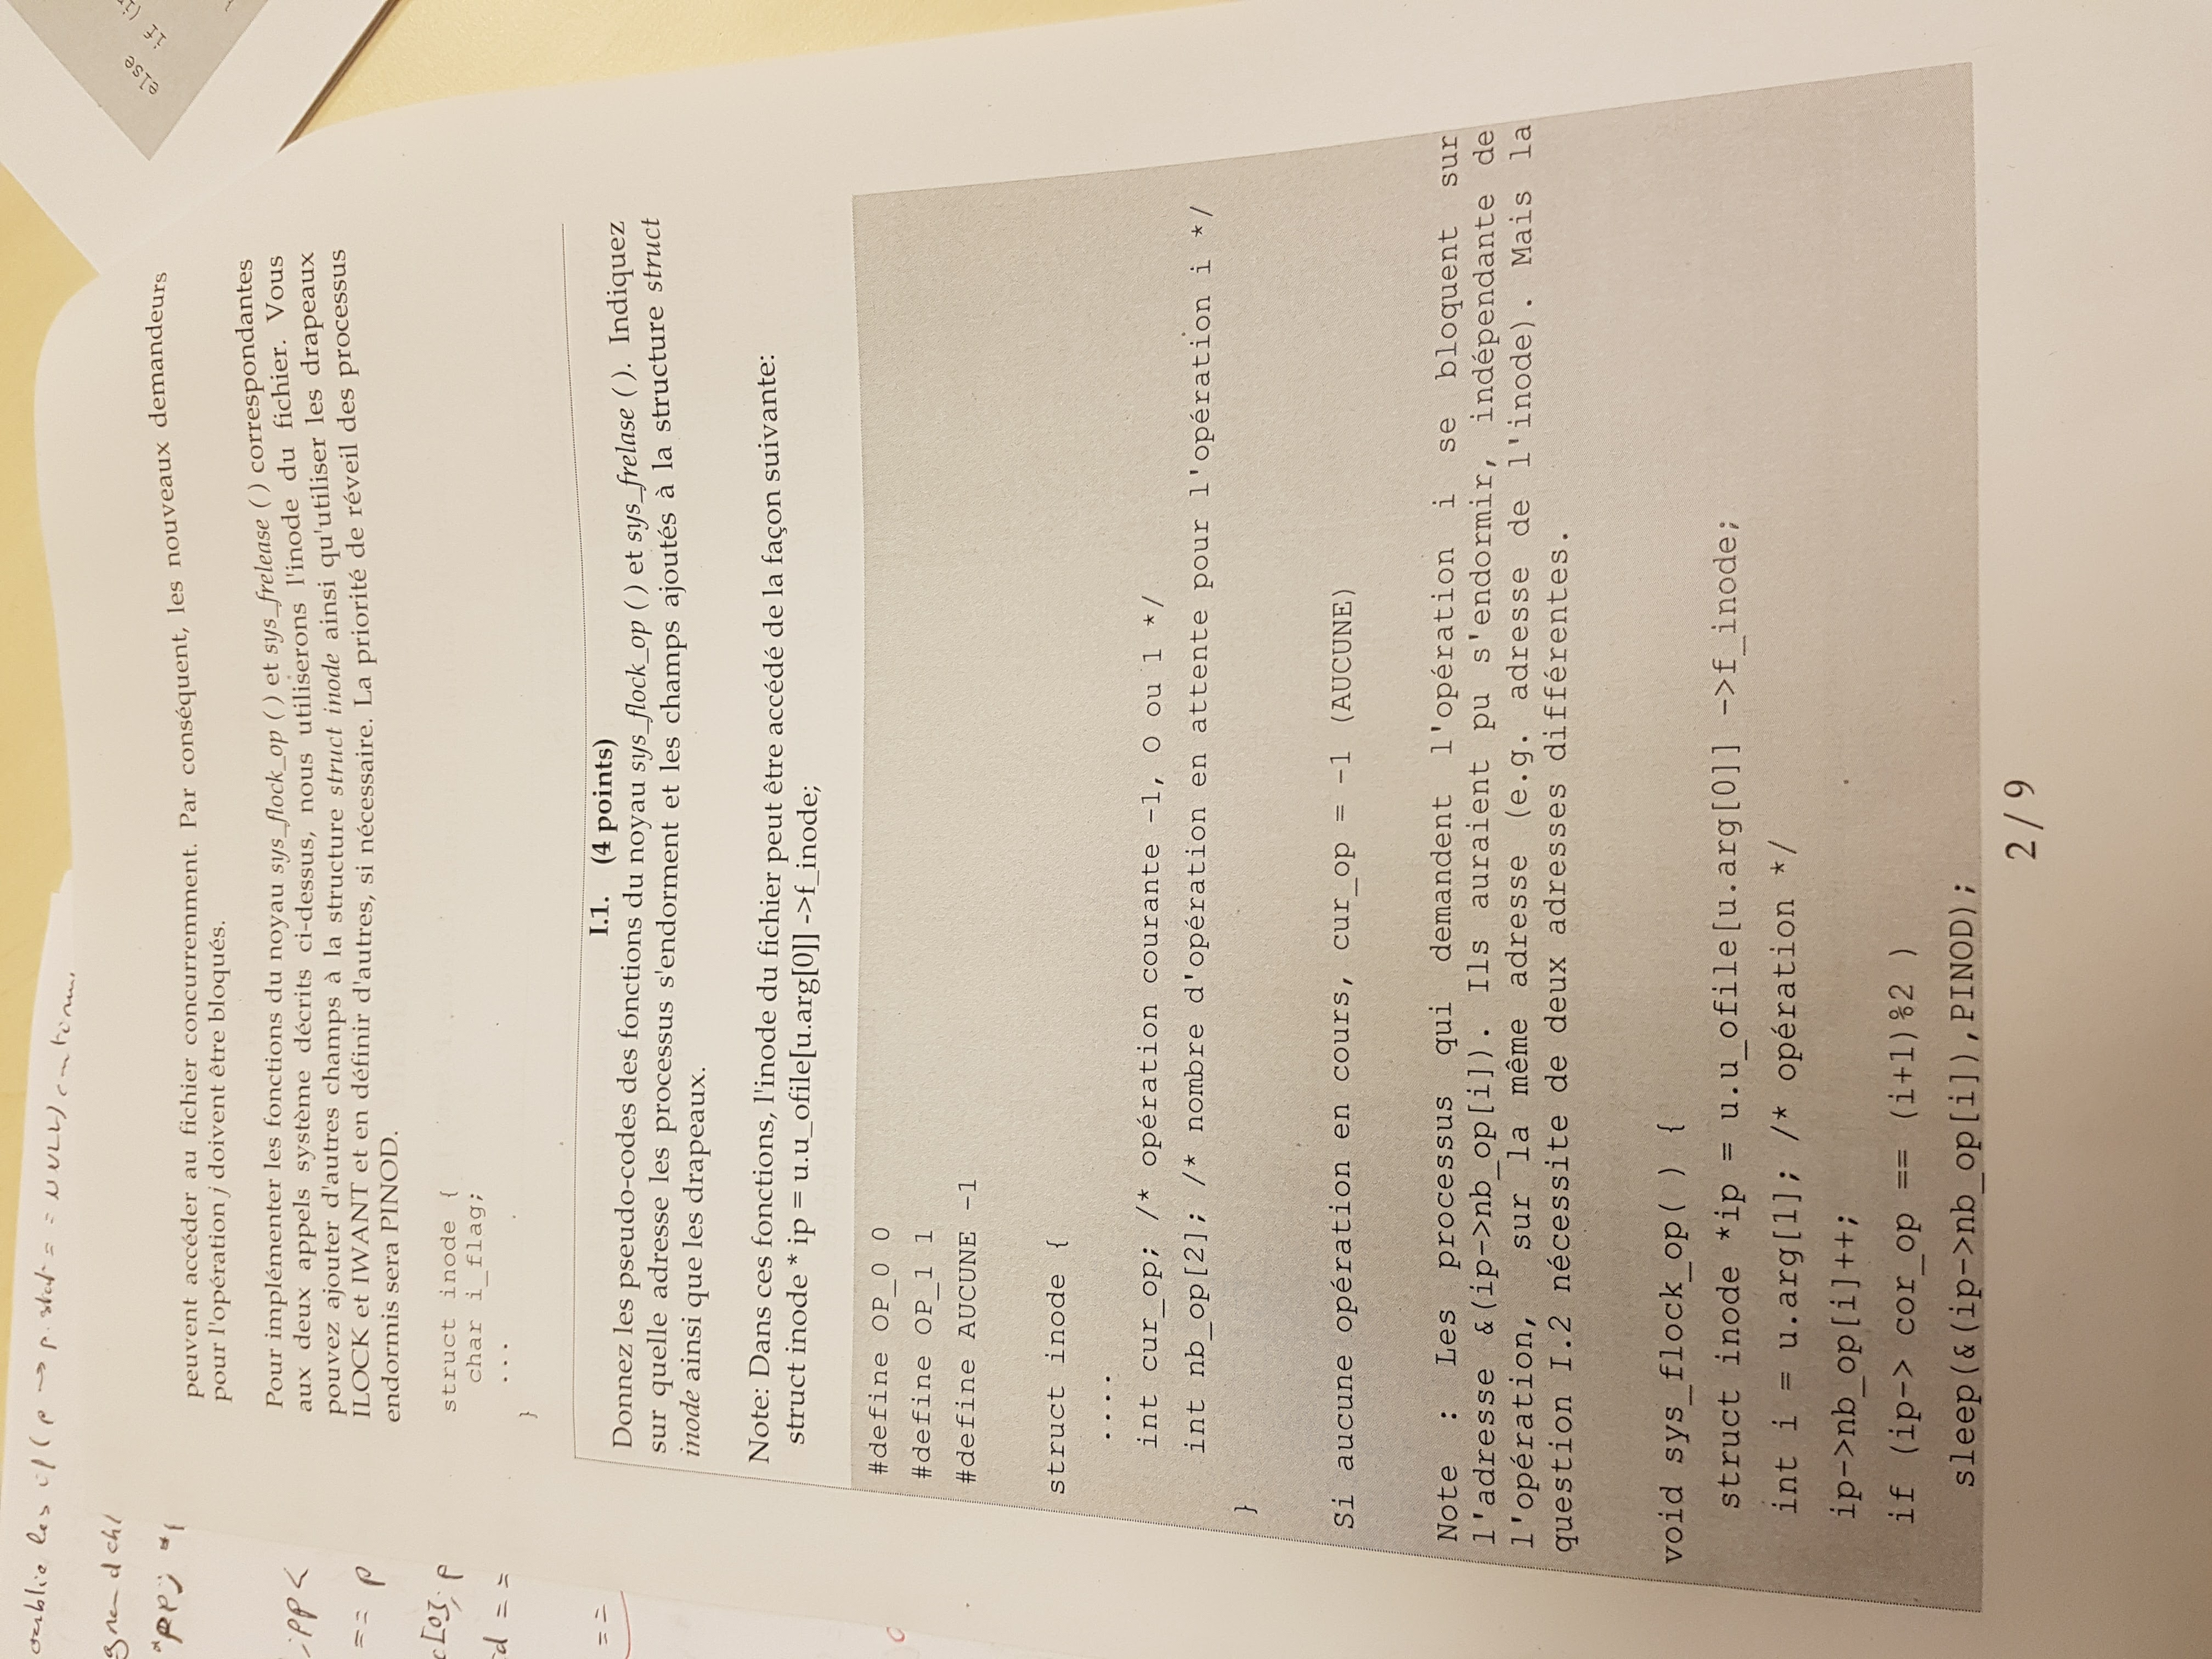 oublie les if (p -> p.stat == NULL) continu
== p
d ==
==
else
if (i
peuvent accéder au fichier concurremment. Par conséquent, les nouveaux demandeurs
pour l'opération j doivent être bloqués.
Pour implémenter les fonctions du noyau sys_flock_op ( ) et sys_frelease ( ) correspondantes
aux deux appels système décrits ci-dessus, nous utiliserons l'inode du fichier. Vous
pouvez ajouter d'autres champs à la structure struct inode ainsi qu'utiliser les drapeaux
ILOCK et IWANT et en définir d'autres, si nécessaire. La priorité de réveil des processus
endormis sera PINOD.
struct inode {
char i_flag;
...
}
I.1. (4 points)
Donnez les pseudo-codes des fonctions du noyau sys_flock_op ( ) et sys_frelase ( ). Indiquez
sur quelle adresse les processus s'endorment et les champs ajoutés à la structure struct
inode ainsi que les drapeaux.
Note: Dans ces fonctions, l'inode du fichier peut être accédé de la façon suivante:
struct inode * ip = u.u_ofile[u.arg[0]] ->f_inode;
#define OP_0 0
#define OP_1 1
#define AUCUNE -1
struct inode {
....
int cur_op; /* opération courante -1, O ou 1 */
int nb_op[2]; /* nombre d'opération en attente pour l'opération i */
}
Si aucune opération en cours, cur_op = -1 (AUCUNE)
Note : Les processus qui demandent l'opération i se bloquent sur
l'adresse &(ip->nb_op[i]). Ils auraient pu s'endormir, indépendante de
l'opération, sur la même adresse (e.g. adresse de l'inode). Mais la
question I.2 nécessite de deux adresses différentes.
void sys_flock_op( ) {
struct inode *ip = u.u_ofile[u.arg[0]] ->f_inode;
int i = u.arg[1]; /* opération */
ip->nb_op[i]++;
if (ip-> cor_op == (i+1)%2 )
sleep(&(ip->nb_op[i]),PINOD);
2 / 9